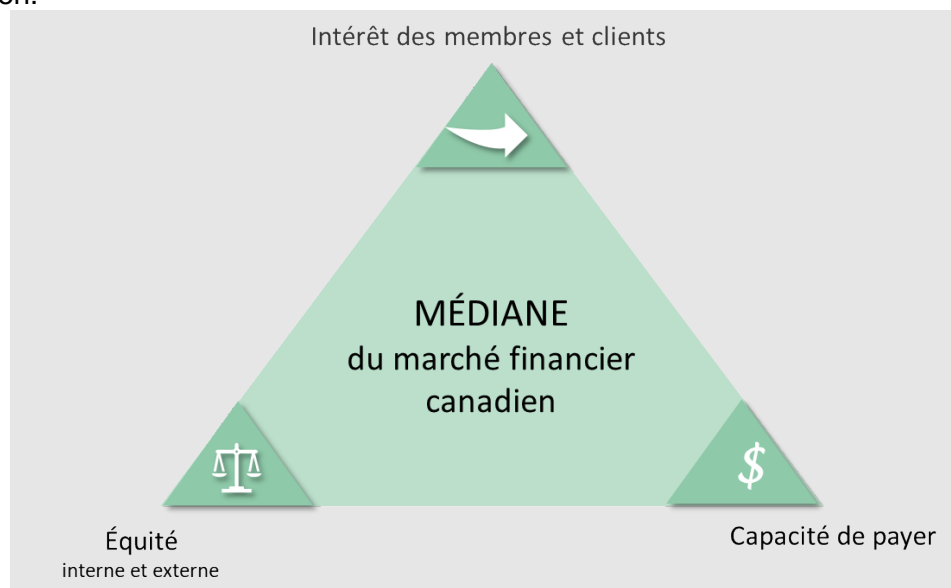 Intérêt des membres et clients
MÉDIANE
du marché financier
canadien
$
Équité
interne et externe
Capacité de payer